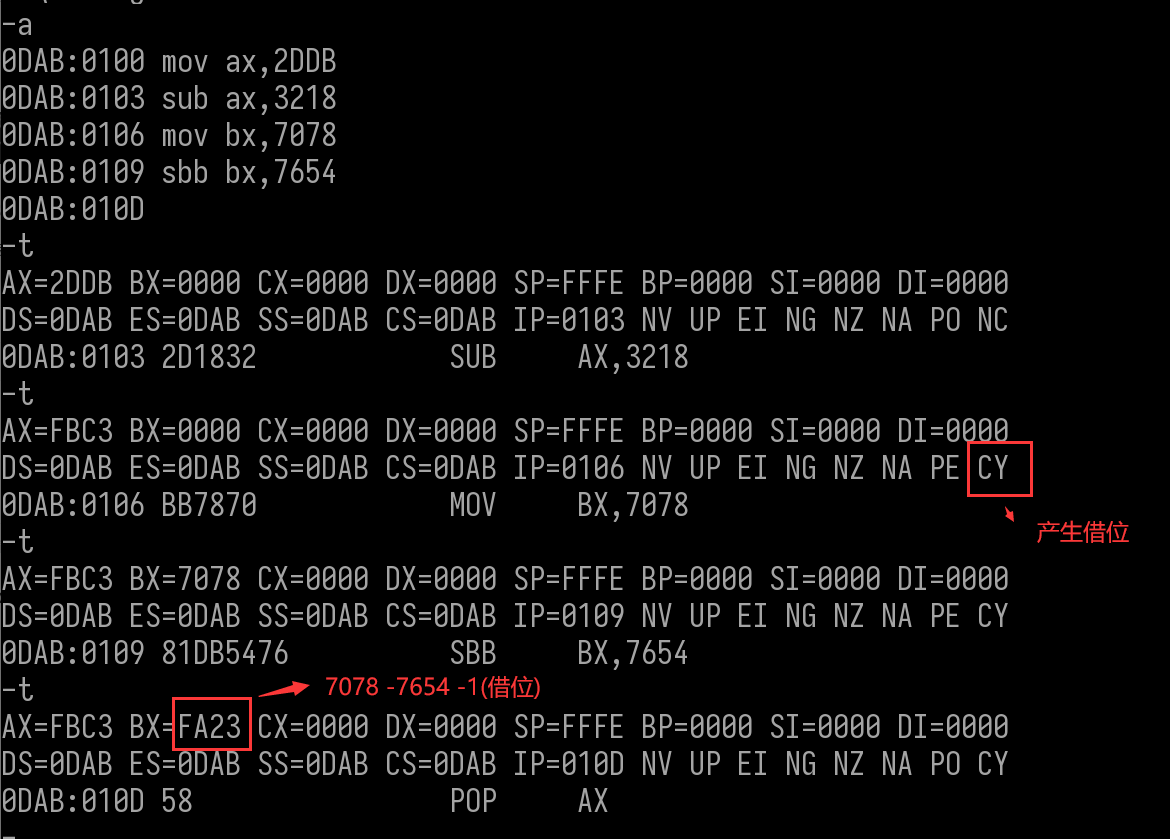 -a
0DAB:0100 mov ax,2DDB
0DAB:0103 sub ax,3218
0DAB:0106 mov bx,7078
0DAB:0109 sbb bx,7654
0DAB:010D
-t
AX=2DDB BX=0000 CX=0000 DX=0000 SP=FFFE BP=0000 SI=0000 DI=0000
DS=0DAB ES=0DAB SS=0DAB CS=0DAB IP=0103 NV UP EI NG NZ NA PO NC
0DAB:0103 2D1832 SUB AX,3218
-t
AX=FBC3 BX=0000 CX=0000 DX=0000 SP=FFFE BP=0000 SI=0000 DI=0000
DS=0DAB ES=0DAB SS=0DAB CS=0DAB IP=0106 NV UP EI NG NZ NA PE CY
0DAB:0106 BB7870 MOV BX,7078
产生借位
-t
AX=FBC3 BX=7078 CX=0000 DX=0000 SP=FFFE BP=0000 SI=0000 DI=0000
DS=0DAB ES=0DAB SS=0DAB CS=0DAB IP=0109 NV UP EI NG NZ NA PE CY
0DAB:0109 81DB5476 SBB BX,7654
-t
7078 -7654 -1(借位)
AX=FBC3 BX=FA23 CX=0000 DX=0000 SP=FFFE BP=0000 SI=0000 DI=0000
DS=0DAB ES=0DAB SS=0DAB CS=0DAB IP=010D NV UP EI NG NZ NA PO CY
0DAB:010D 58 POP AX